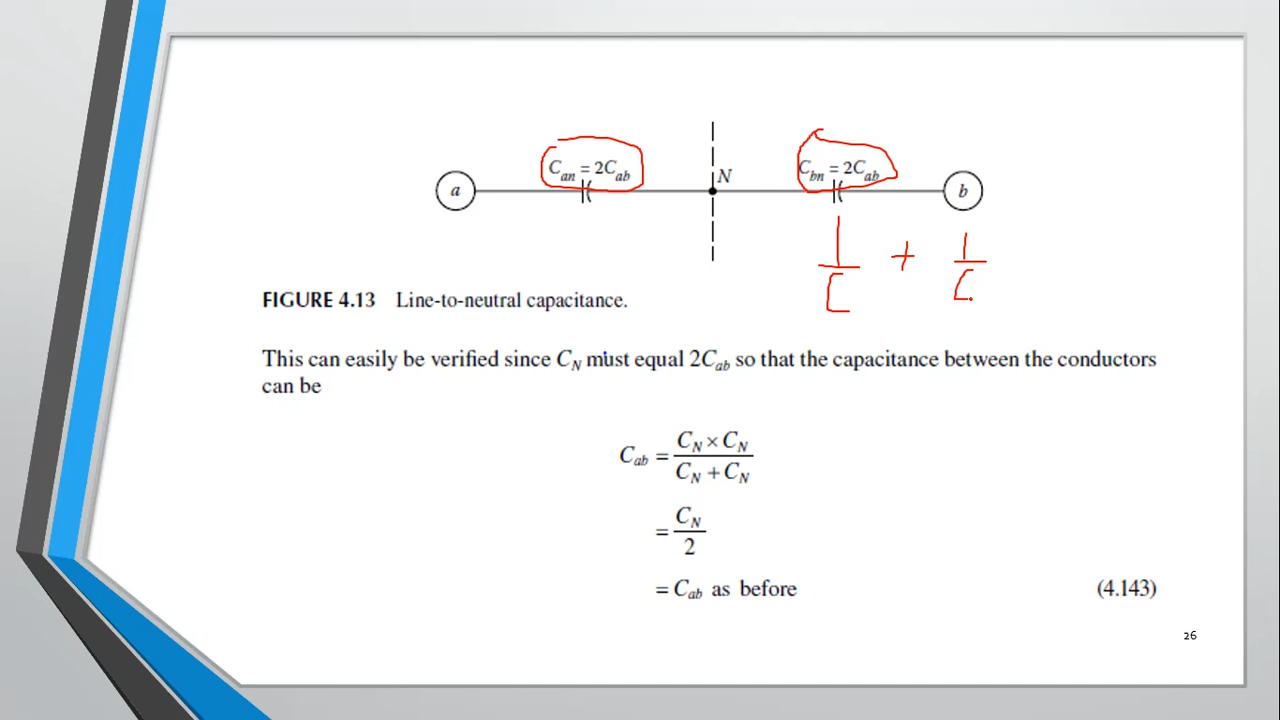 C_an = 2C_ab
C_bn = 2C_ab
a
N
b
1/C + 1/C
FIGURE 4.13 Line-to-neutral capacitance.
This can easily be verified since C_N must equal 2C_ab so that the capacitance between the conductors
can be
C_ab = (C_N × C_N)/(C_N + C_N)
= C_N/2
= C_ab as before (4.143)
26